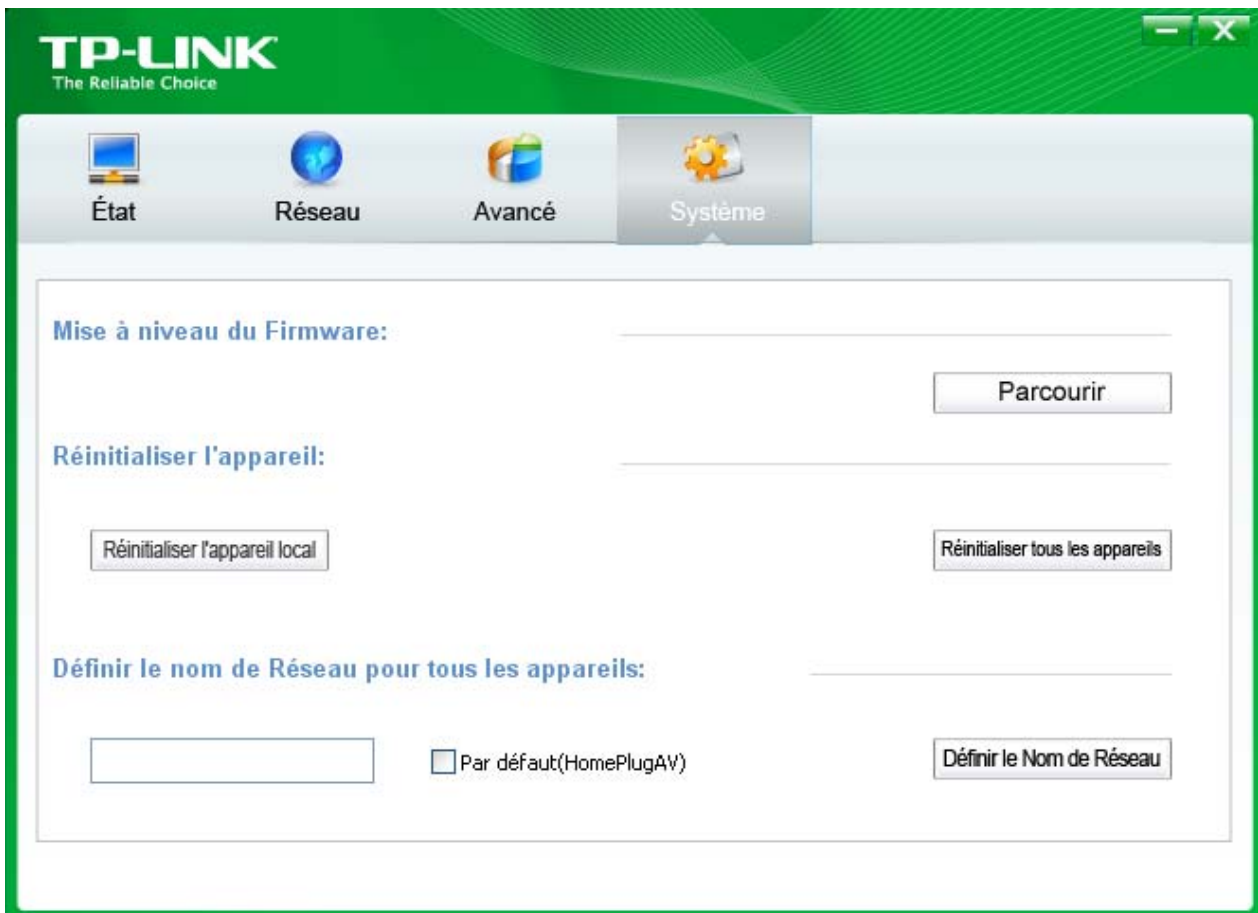 TP-LINK
The Reliable Choice
État
Réseau
Avancé
Système
Mise à niveau du Firmware:
Parcourir
Réinitialiser l'appareil:
Réinitialiser l'appareil local
Réinitialiser tous les appareils
Définir le nom de Réseau pour tous les appareils:
Par défaut(HomePlugAV)
Définir le Nom de Réseau